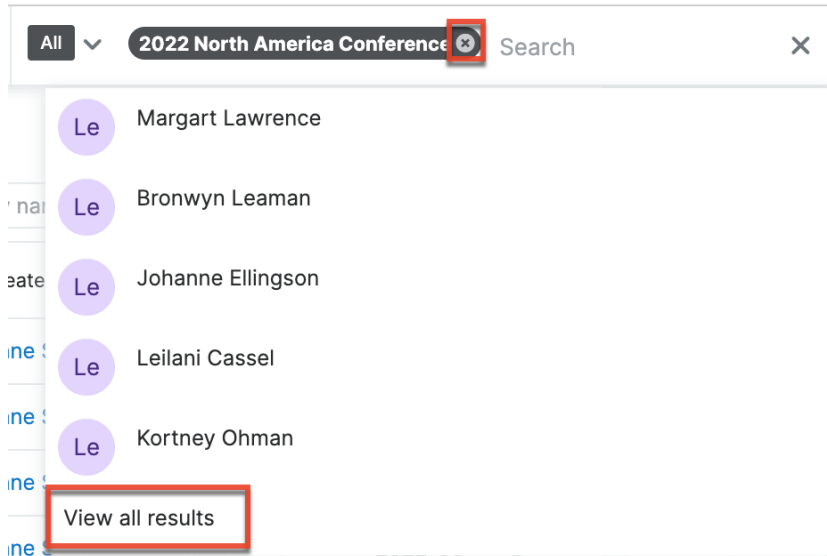 All 2022 North America Conference Search
Le Margart Lawrence
Le Bronwyn Leaman
Le Johanne Ellingson
Le Leilani Cassel
Le Kortney Ohman
View all results